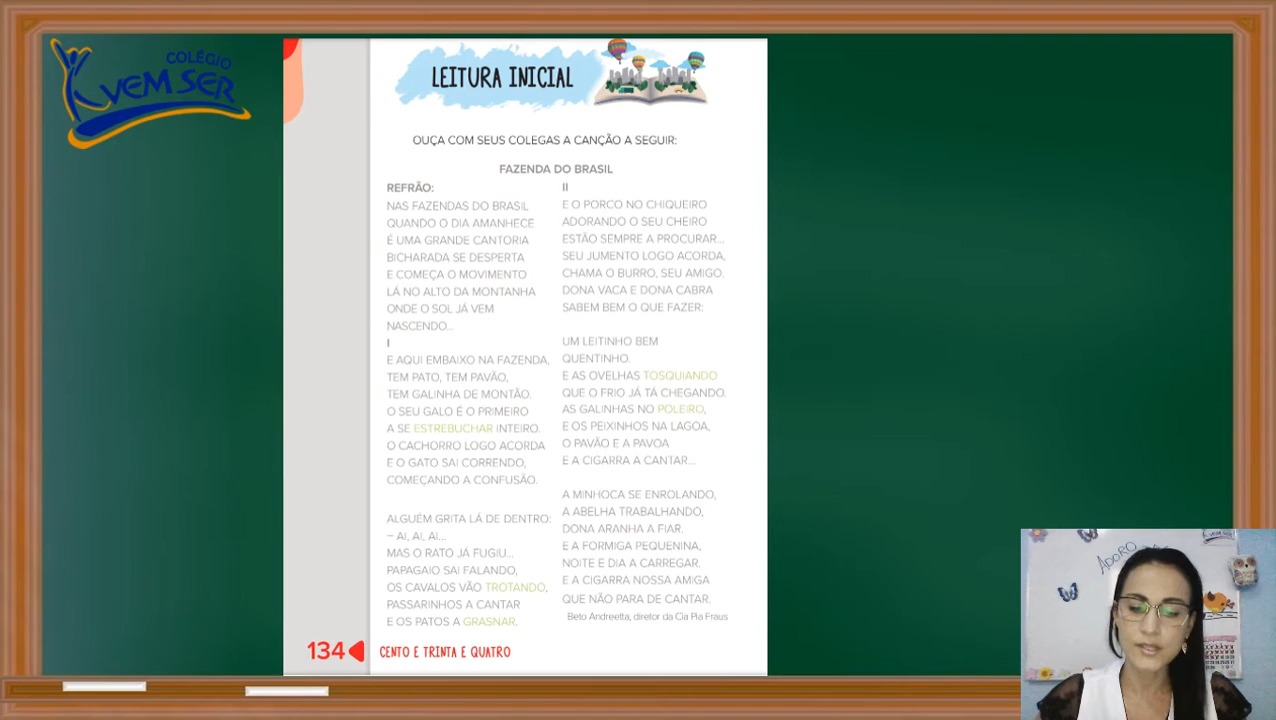 COLÉGIO
VEM SER
LEITURA INICIAL
OUÇA COM SEUS COLEGAS A CANÇÃO A SEGUIR:
FAZENDA DO BRASIL
REFRÃO:
NAS FAZENDAS DO BRASIL
QUANDO O DIA AMANHECE
É UMA GRANDE CANTORIA
BICHARADA SE DESPERTA
E COMEÇA O MOVIMENTO
LÁ NO ALTO DA MONTANHA
ONDE O SOL JÁ VEM
NASCENDO...
I
E AQUI EMBAIXO NA FAZENDA,
TEM PATO, TEM PAVÃO,
TEM GALINHA DE MONTÃO.
O SEU GALO É O PRIMEIRO
A SE ESTREBUCHAR INTEIRO.
O CACHORRO LOGO ACORDA
E O GATO SAI CORRENDO,
COMEÇANDO A CONFUSÃO.
ALGUÉM GRITA LÁ DE DENTRO:
– AI, AI, AI...
MAS O RATO JÁ FUGIU...
PAPAGAIO SAI FALANDO,
OS CAVALOS VÃO TROTANDO,
PASSARINHOS A CANTAR
E OS PATOS A GRASNAR.
II
E O PORCO NO CHIQUEIRO
ADORANDO O SEU CHEIRO
ESTÃO SEMPRE A PROCURAR...
SEU JUMENTO LOGO ACORDA,
CHAMA O BURRO, SEU AMIGO.
DONA VACA E DONA CABRA
SABEM BEM O QUE FAZER:
UM LEITINHO BEM
QUENTINHO.
E AS OVELHAS TOSQUIANDO
QUE O FRIO JÁ TÁ CHEGANDO.
AS GALINHAS NO POLEIRO,
E OS PEIXINHOS NA LAGOA,
O PAVÃO E A PAVOA
E A CIGARRA A CANTAR...
A MINHOCA SE ENROLANDO,
A ABELHA TRABALHANDO,
DONA ARANHA A FIAR.
E A FORMIGA PEQUENINA,
NOITE E DIA A CARREGAR.
E A CIGARRA NOSSA AMIGA
QUE NÃO PARA DE CANTAR.
Beto Andreetta, diretor da Cia Pia Fraus
134
CENTO E TRINTA E QUATRO
ADORO